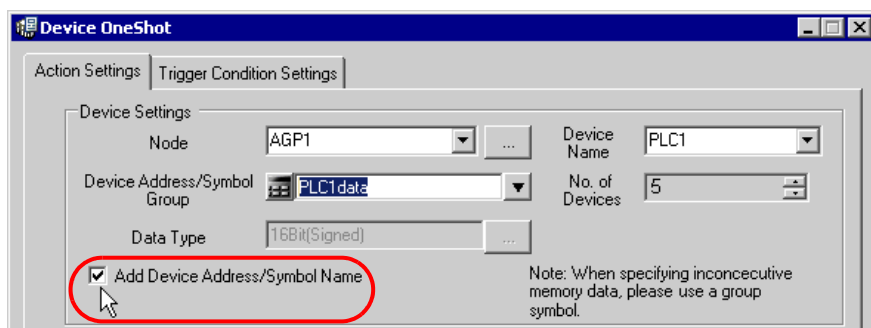 Device OneShot
Action Settings Trigger Condition Settings
Device Settings
Node AGP1 ... Device Name PLC1
Device Address/Symbol Group PLC1data No. of Devices 5
Data Type 16Bit(Signed) ...
Add Device Address/Symbol Name
Note: When specifying inconcecutive
memory data, please use a group
symbol.